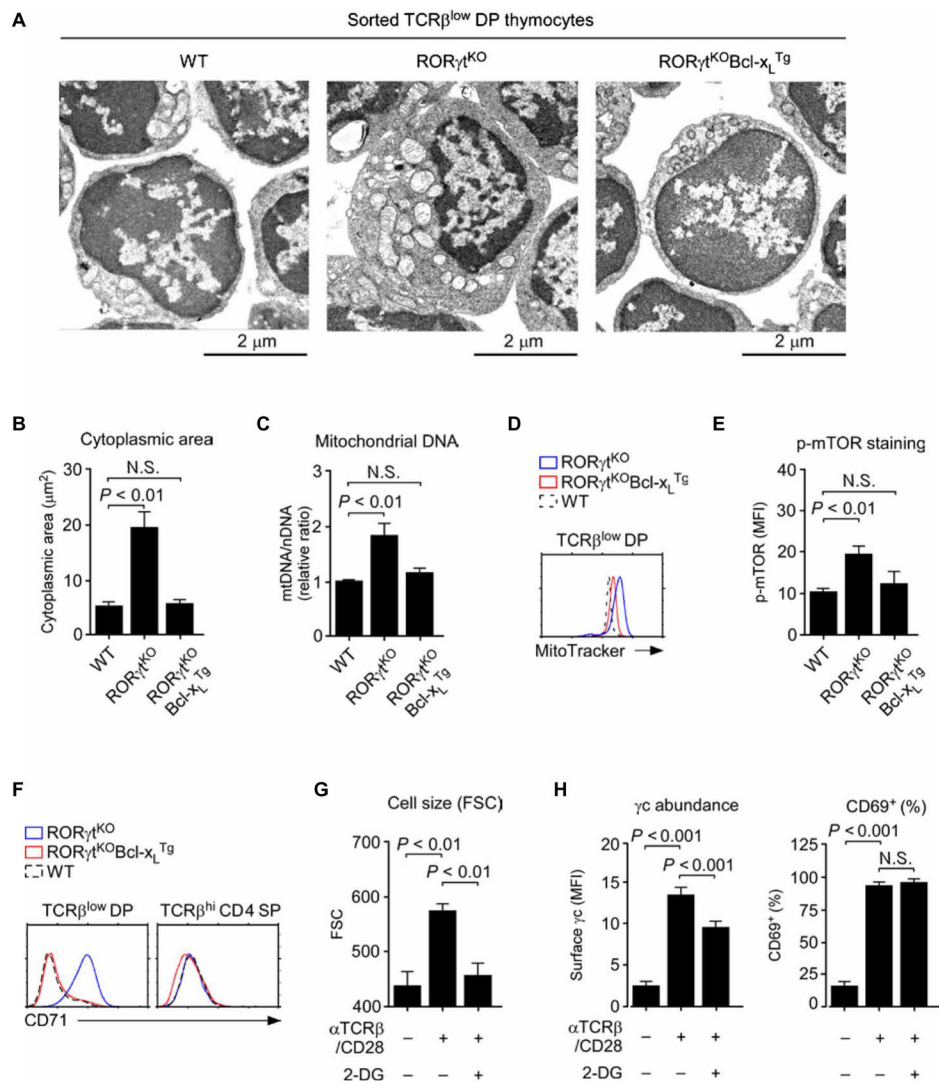 A
Sorted TCRβlow DP thymocytes
WT
RORγtKO
RORγtKOBcl-xLTg
2 μm
2 μm
2 μm
B
Cytoplasmic area
Cytoplasmic area (μm2)
30
20
10
0
N.S.
P < 0.01
WT
RORγtKO
RORγtKO
Bcl-xLTg
C
Mitochondrial DNA
mtDNA/nDNA
(relative ratio)
3
2
1
0
N.S.
P < 0.01
WT
RORγtKO
RORγtKO
Bcl-xLTg
D
RORγtKO
RORγtKOBcl-xLTg
WT
TCRβlow DP
MitoTracker
E
p-mTOR staining
p-mTOR (MFI)
40
30
20
10
0
N.S.
P < 0.01
WT
RORγtKO
RORγtKO
Bcl-xLTg
F
RORγtKO
RORγtKOBcl-xLTg
WT
TCRβlow DP
TCRβhi CD4 SP
CD71
G
Cell size (FSC)
FSC
700
600
500
400
P < 0.01
P < 0.01
αTCRβ
/CD28
– + +
2-DG
– – +
H
γc abundance
Surface γc (MFI)
20
15
10
5
0
P < 0.001
P < 0.001
– + +
– – +
CD69+ (%)
CD69+ (%)
125
100
75
50
25
0
P < 0.001
N.S.
– + +
– – +